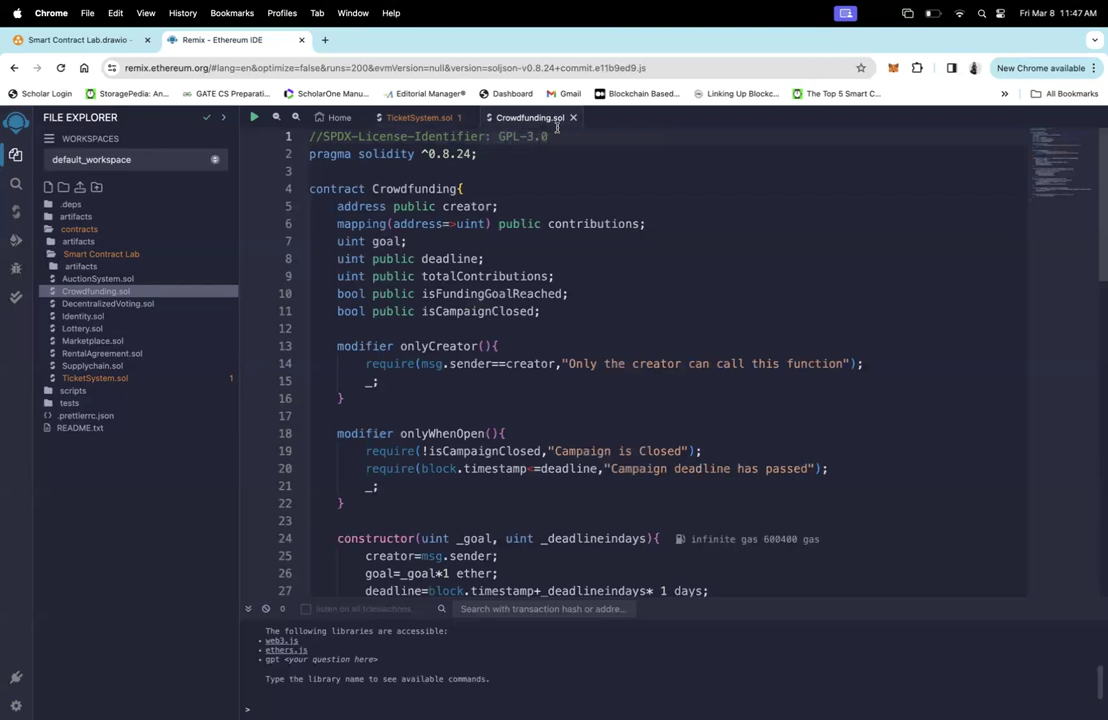 Chrome File Edit View History Bookmarks Profiles Tab Window Help Fri Mar 8 11:47 AM
Smart Contract Lab.drawio - Remix - Ethereum IDE
remix.ethereum.org/#lang=en&optimize=false&runs=200&evmVersion=null&version=soljson-v0.8.24+commit.e11b9ed9.js New Chrome available
Scholar Login StoragePedia: An... GATE CS Preparati... ScholarOne Manu... Editorial Manager® Dashboard Gmail Blockchain Based... Linking Up Blockc... The Top 5 Smart C... » All Bookmarks
FILE EXPLORER
WORKSPACES
default_workspace
.deps
artifacts
contracts
artifacts
Smart Contract Lab
artifacts
AuctionSystem.sol
Crowdfunding.sol
DecentralizedVoting.sol
Identity.sol
Lottery.sol
Marketplace.sol
RentalAgreement.sol
Supplychain.sol
TicketSystem.sol 1
scripts
tests
.prettierrc.json
README.txt
Home TicketSystem.sol 1 Crowdfunding.sol
1 //SPDX-License-Identifier: GPL-3.0
2 pragma solidity ^0.8.24;
3
4 contract Crowdfunding{
5 address public creator;
6 mapping(address=>uint) public contributions;
7 uint goal;
8 uint public deadline;
9 uint public totalContributions;
10 bool public isFundingGoalReached;
11 bool public isCampaignClosed;
12
13 modifier onlyCreator(){
14 require(msg.sender==creator,"Only the creator can call this function");
15 _;
16 }
17
18 modifier onlyWhenOpen(){
19 require(!isCampaignClosed,"Campaign is Closed");
20 require(block.timestamp<=deadline,"Campaign deadline has passed");
21 _;
22 }
23
24 constructor(uint _goal, uint _deadlineindays){ infinite gas 600400 gas
25 creator=msg.sender;
26 goal=_goal*1 ether;
27 deadline=block.timestamp+_deadlineindays* 1 days;
0 listen on all transactions Search with transaction hash or addre...
The following libraries are accessible:
• web3.js
• ethers.js
• gpt <your question here>
Type the library name to see available commands.
>